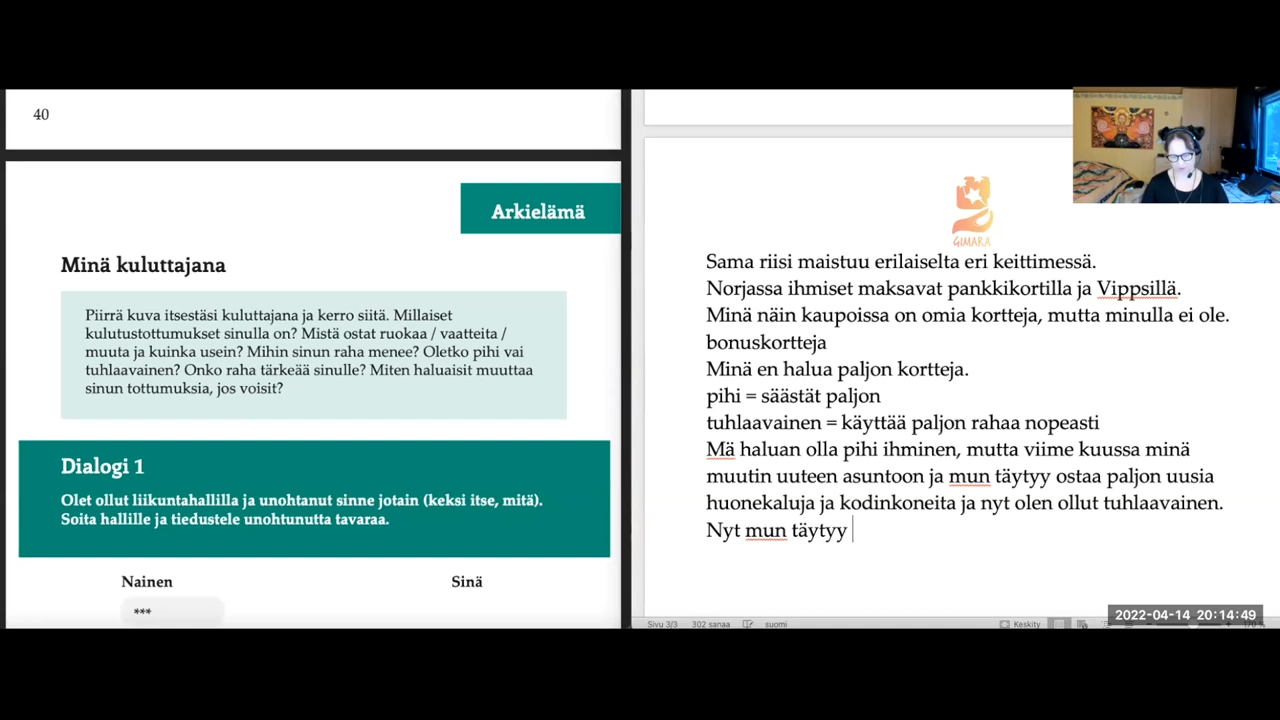 40
Arkielämä
Minä kuluttajana
Piirrä kuva itsestäsi kuluttajana ja kerro siitä. Millaiset
kulutustottumukset sinulla on? Mistä ostat ruokaa / vaatteita /
muuta ja kuinka usein? Mihin sinun raha menee? Oletko pihi vai
tuhlaavainen? Onko raha tärkeää sinulle? Miten haluaisit muuttaa
sinun tottumuksia, jos voisit?
Dialogi 1
Olet ollut liikuntahallilla ja unohtanut sinne jotain (keksi itse, mitä).
Soita hallille ja tiedustele unohtunutta tavaraa.
Nainen Sinä
***
GIMARA
Sama riisi maistuu erilaiselta eri keittimessä.
Norjassa ihmiset maksavat pankkikortilla ja Vippsillä.
Minä näin kaupoissa on omia kortteja, mutta minulla ei ole.
bonuskortteja
Minä en halua paljon kortteja.
pihi = säästät paljon
tuhlaavainen = käyttää paljon rahaa nopeasti
Mä haluan olla pihi ihminen, mutta viime kuussa minä
muutin uuteen asuntoon ja mun täytyy ostaa paljon uusia
huonekaluja ja kodinkoneita ja nyt olen ollut tuhlaavainen.
Nyt mun täytyy
Sivu 3/3 302 sanaa suomi Keskity
2022-04-14 20:14:49